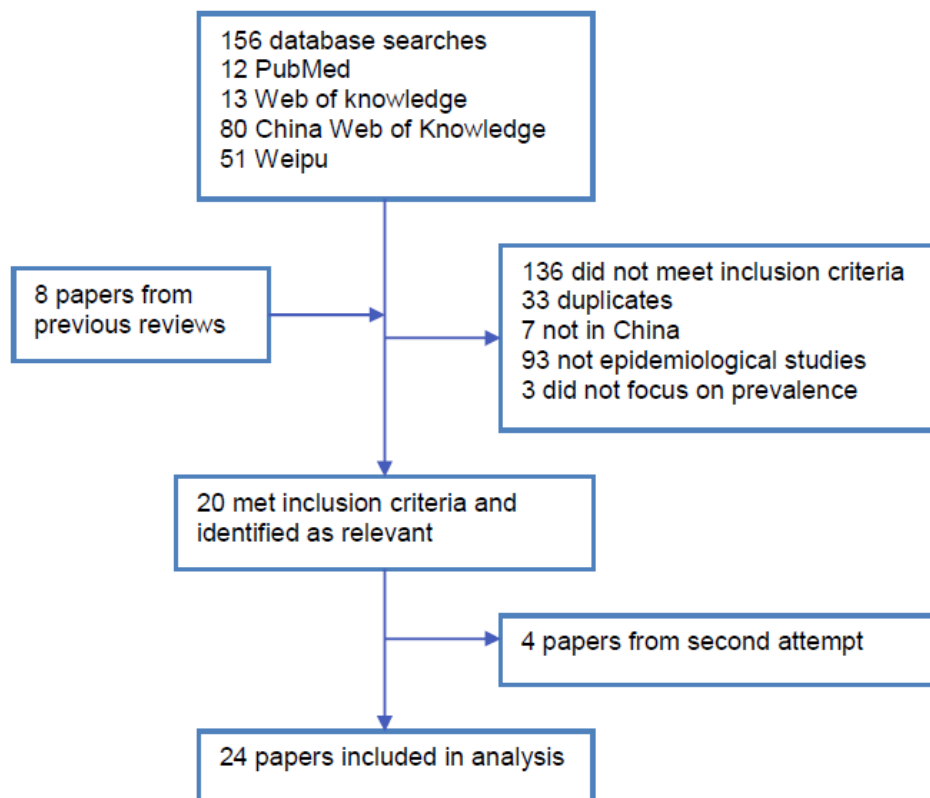 156 database searches
12 PubMed
13 Web of knowledge
80 China Web of Knowledge
51 Weipu
8 papers from
previous reviews
136 did not meet inclusion criteria
33 duplicates
7 not in China
93 not epidemiological studies
3 did not focus on prevalence
20 met inclusion criteria and
identified as relevant
4 papers from second attempt
24 papers included in analysis